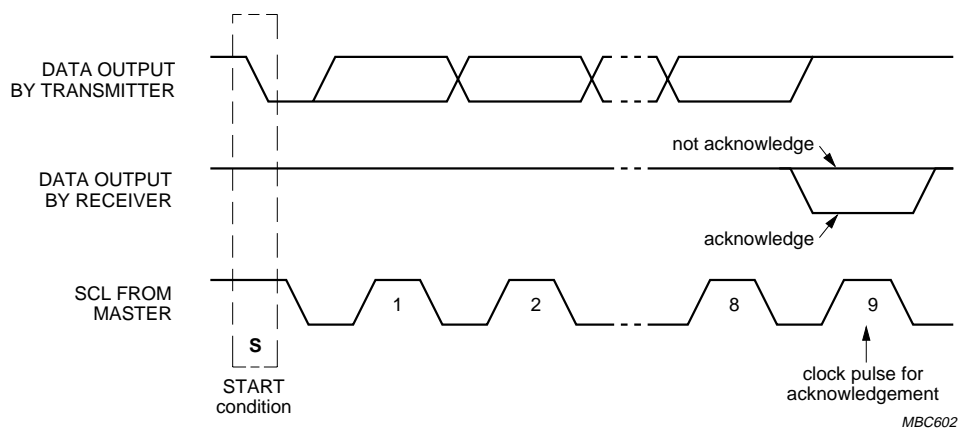 DATA OUTPUT
BY TRANSMITTER
not acknowledge
DATA OUTPUT
BY RECEIVER
acknowledge
SCL FROM
MASTER
1
2
8
9
S
START
condition
clock pulse for
acknowledgement
MBC602